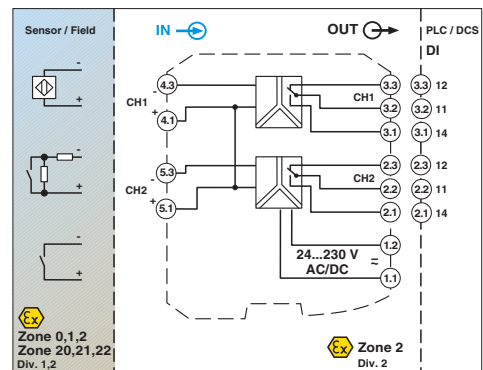 Sensor / Field
IN
OUT
PLC / DCS
DI
-
+
-
+
-
+
4.3
-
CH1
+
4.1
5.3
-
CH2
+
5.1
3.3
CH1
3.2
3.1
2.3
CH2
2.2
2.1
1.2
24...230 V
AC/DC
=
~
1.1
3.3 12
3.2 11
3.1 14
2.3 12
2.2 11
2.1 14
Ex
Zone 0,1,2
Zone 20,21,22
Div. 1,2
Ex Zone 2
Div. 2